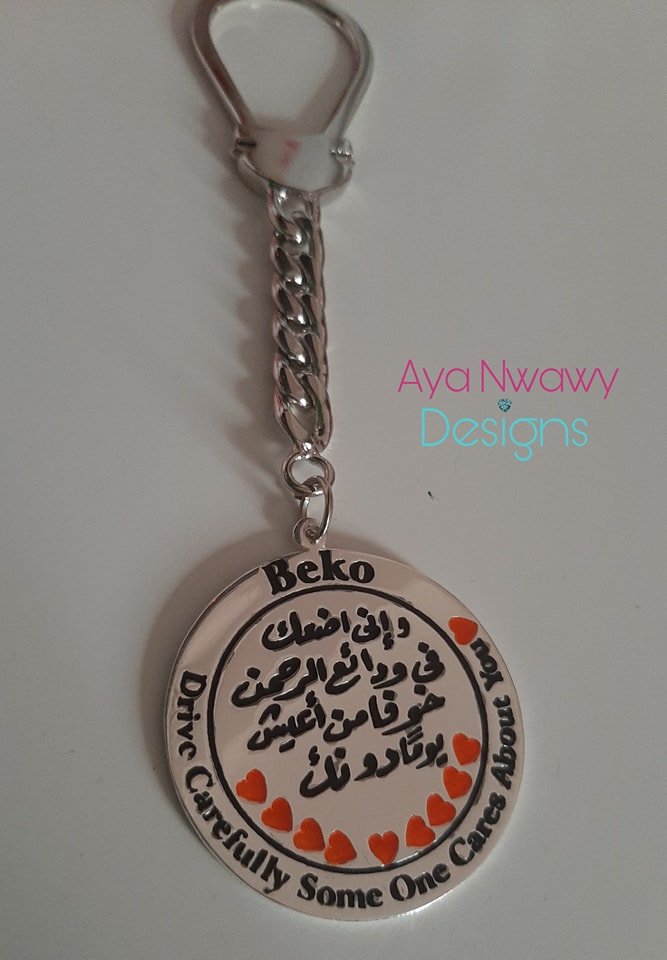 Aya Nwawy
Designs
Beko
وإني اضعك
في ودائع الرحمن
خوفا من أعيش
يومًا دونك
Drive Carefully Some One Cares About You